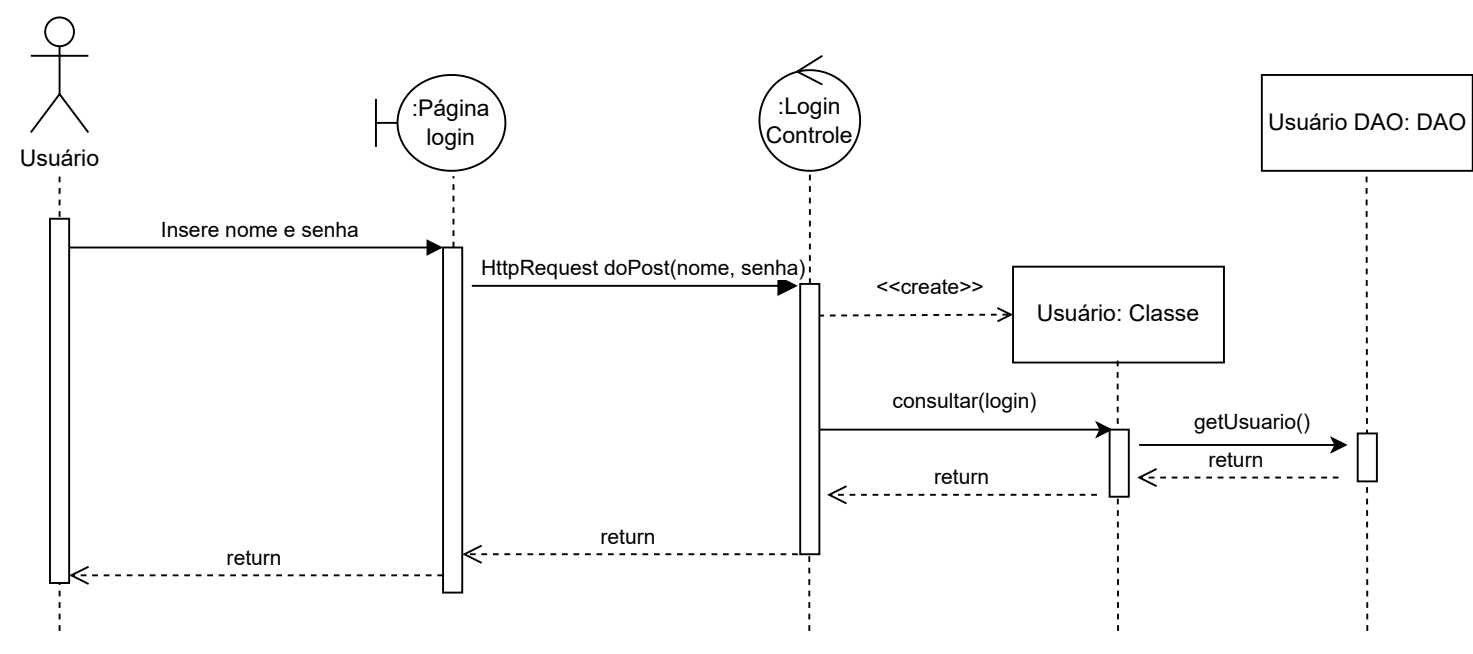 :Página
login
:Login
Controle
Usuário DAO: DAO
Usuário
Insere nome e senha
HttpRequest doPost(nome, senha)
<<create>>
Usuário: Classe
consultar(login)
getUsuario()
return
return
return
return